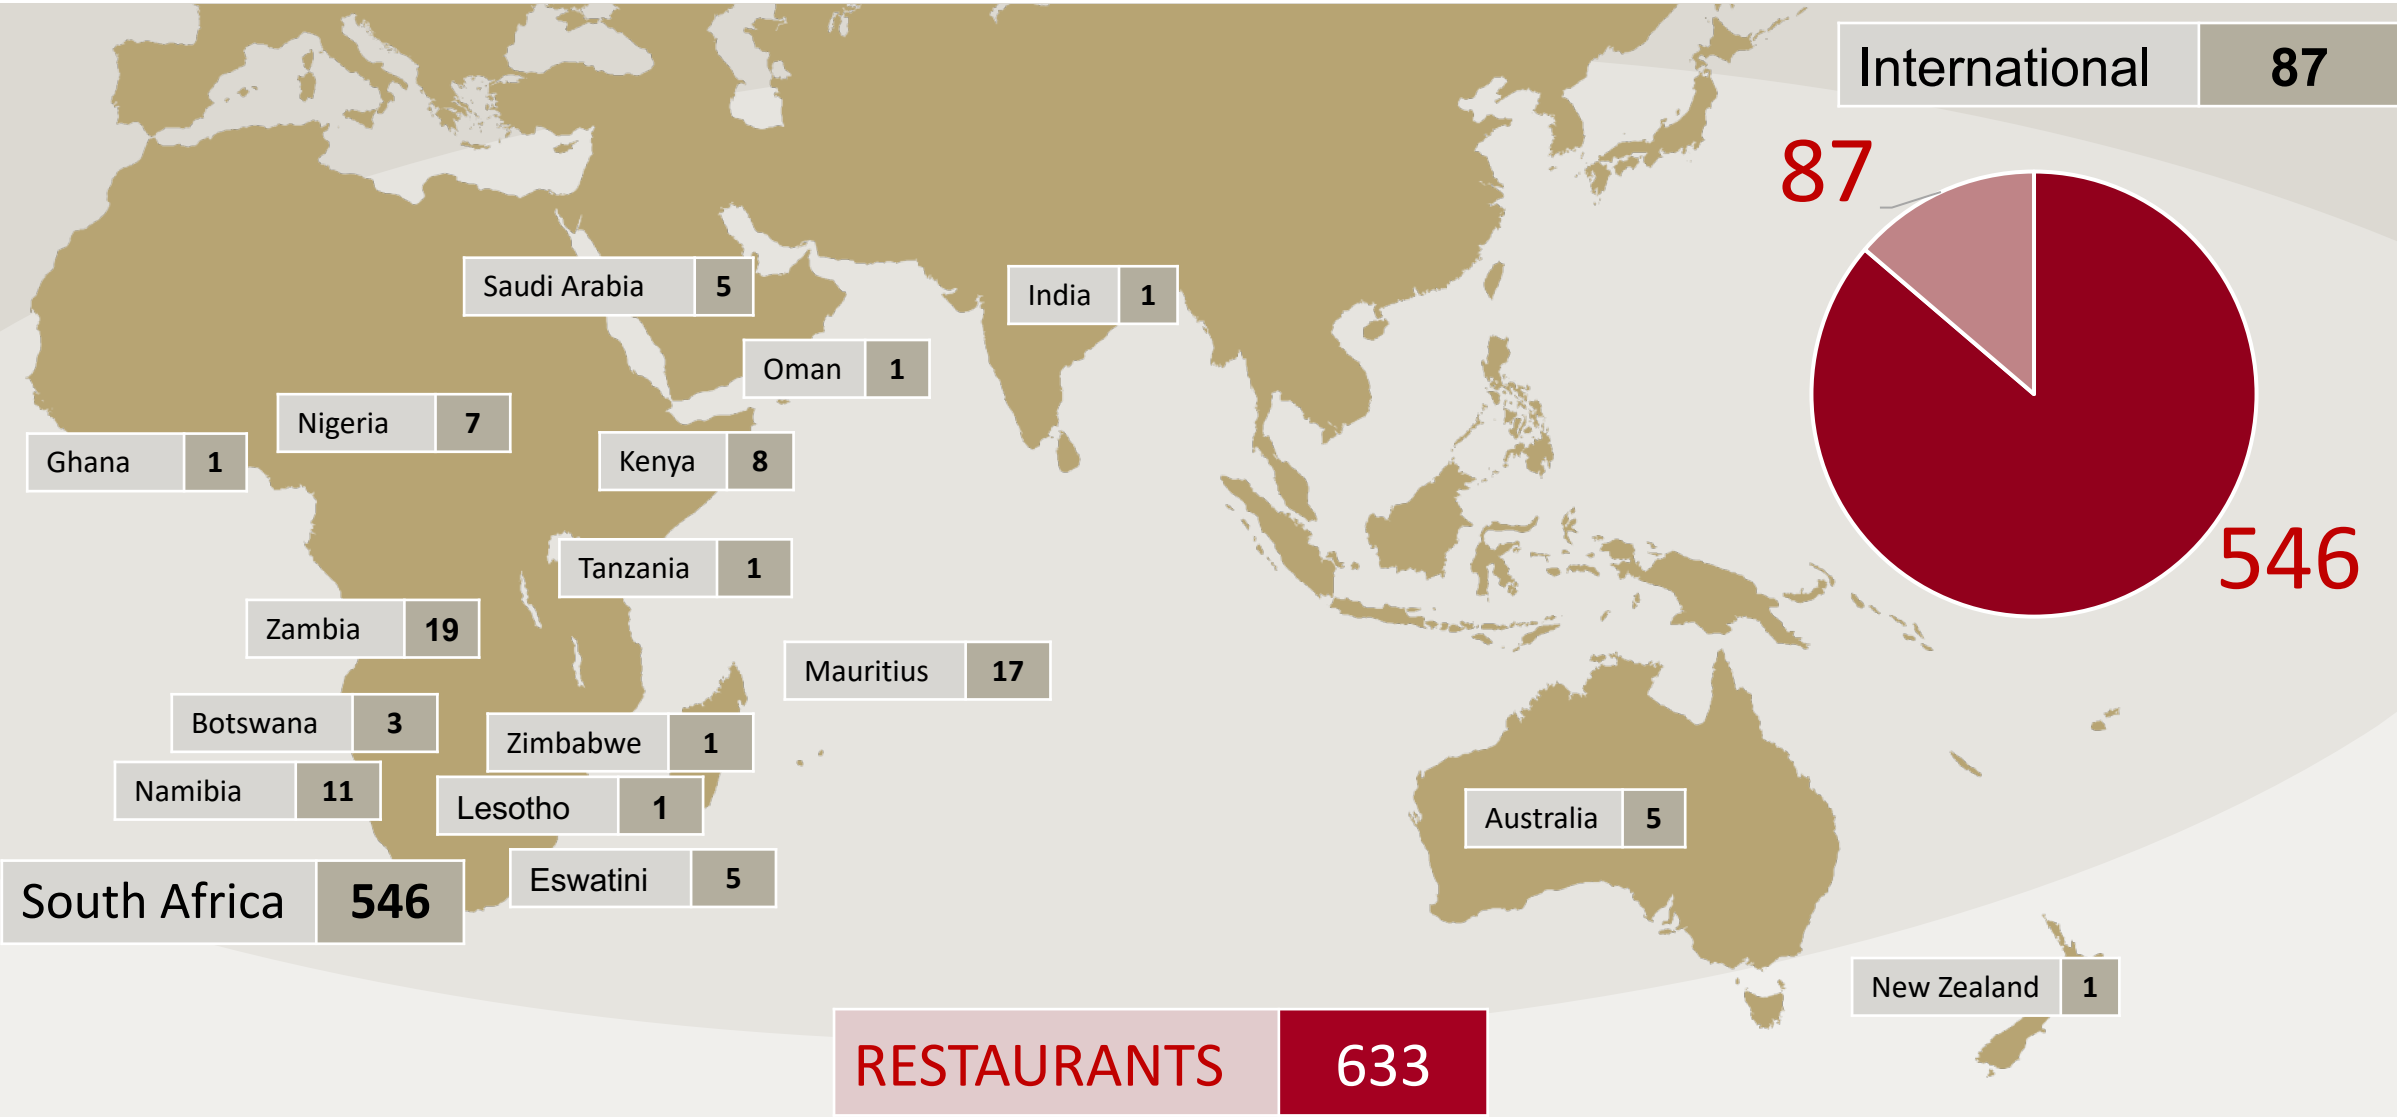 International 87
87
546
Saudi Arabia 5
India 1
Oman 1
Nigeria 7
Ghana 1
Kenya 8
Tanzania 1
Zambia 19
Mauritius 17
Botswana 3
Zimbabwe 1
Namibia 11
Lesotho 1
Australia 5
South Africa 546
Eswatini 5
New Zealand 1
RESTAURANTS 633